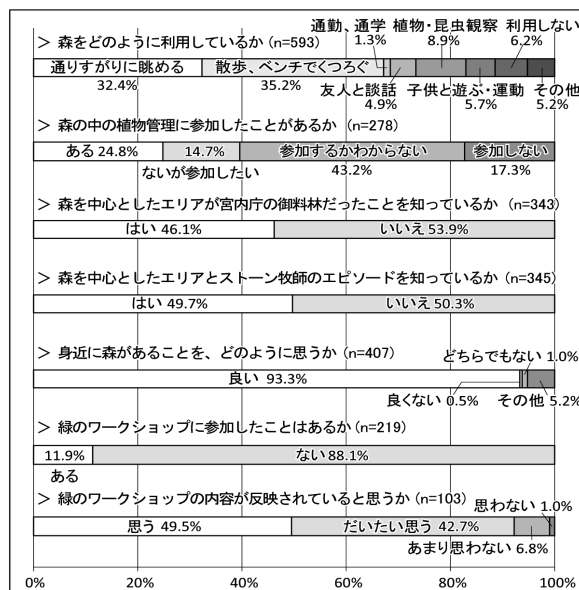 > 森をどのように利用しているか (n=593)
通勤、通学 植物・昆虫観察 利用しない
1.3% 8.9% 6.2%
通りすがりに眺める 散歩、ベンチでくつろぐ
32.4% 35.2%
友人と談話 子供と遊ぶ・運動 その他
4.9% 5.7% 5.2%
> 森の中の植物管理に参加したことがあるか (n=278)
ある 24.8% 14.7% 参加するかわからない 参加しない
ないが参加したい 43.2% 17.3%
> 森を中心としたエリアが宮内庁の御料林だったことを知っているか (n=343)
はい 46.1% いいえ 53.9%
> 森を中心としたエリアとストーン牧師のエピソードを知っているか (n=345)
はい 49.7% いいえ 50.3%
> 身近に森があることを、どのように思うか (n=407)
どちらでもない 1.0%
良い 93.3%
良くない 0.5% その他 5.2%
> 緑のワークショップに参加したことはあるか (n=219)
11.9% ない 88.1%
ある
> 緑のワークショップの内容が反映されていると思うか (n=103)
思わない 1.0%
思う 49.5% だいたい思う 42.7%
あまり思わない 6.8%
0% 20% 40% 60% 80% 100%